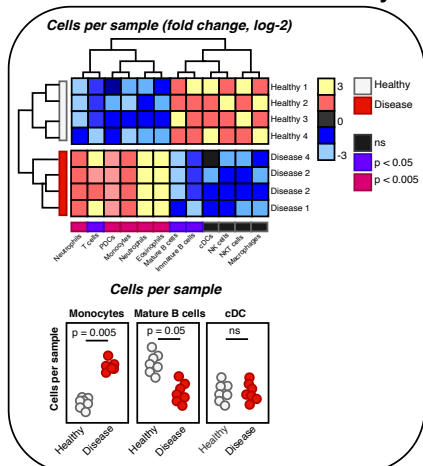 Cells per sample (fold change, log-2)
Healthy 1
Healthy 2
Healthy 3
Healthy 4
Disease 4
Disease 2
Disease 2
Disease 1
3
0
-3
Healthy
Disease
ns
p < 0.05
p < 0.005
Neutrophils
T cells
PDCs
Monocytes
Neutrophils
Eosinophils
Mature B cells
Immature B cells
cDCs
NK cells
NKT cells
Macrophages
Cells per sample
Monocytes
Mature B cells
cDC
Cells per sample
p = 0.005
p = 0.05
ns
Healthy
Disease
Healthy
Disease
Healthy
Disease